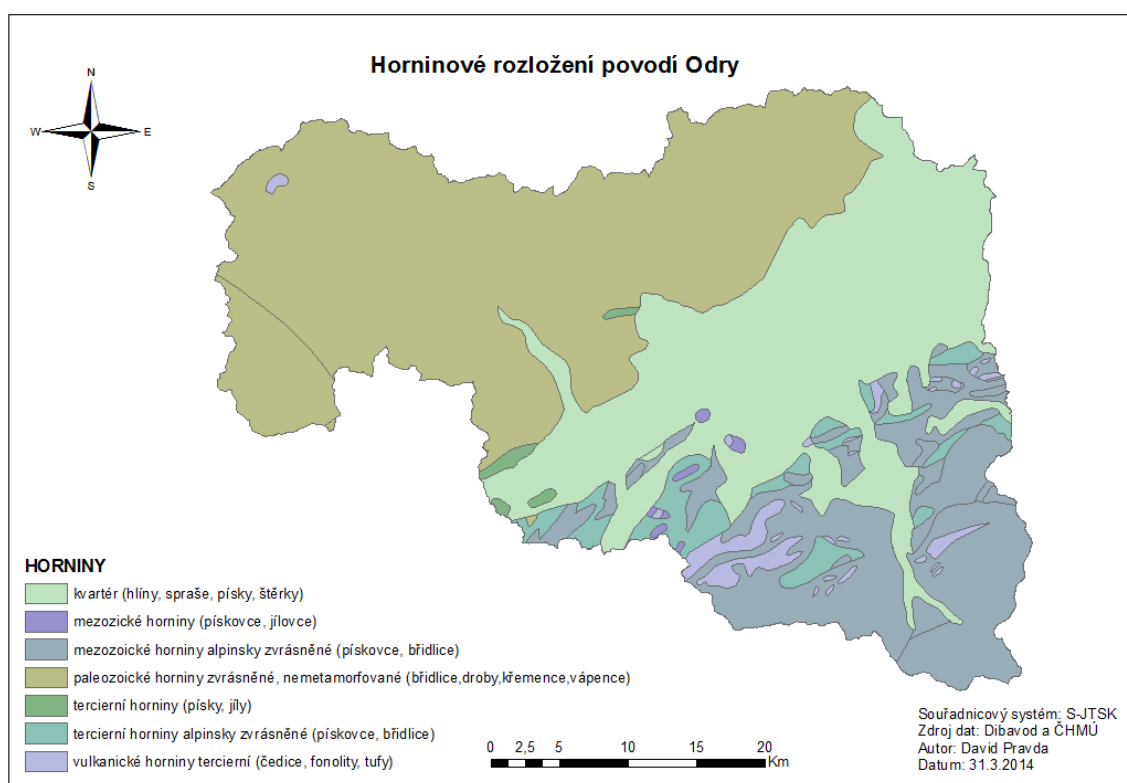 Horninové rozložení povodí Odry
N
W
E
S
HORNINY
kvartér (hlíny, spraše, písky, štěrky)
mezozické horniny (pískovce, jílovce)
mezozoické horniny alpinsky zvrásněné (pískovce, břidlice)
paleozoické horniny zvrásněné, nemetamorfované (břidlice,droby,křemence,vápence)
tercierní horniny (písky, jíly)
tercierní horniny alpinsky zvrásněné (pískovce, břidlice)
vulkanické horniny tercierní (čedice, fonolity, tufy)
0 2,5 5 10 15 20
Km
Souřadnicový systém: S-JTSK
Zdroj dat: Dibavod a ČHMÚ
Autor: David Pravda
Datum: 31.3.2014